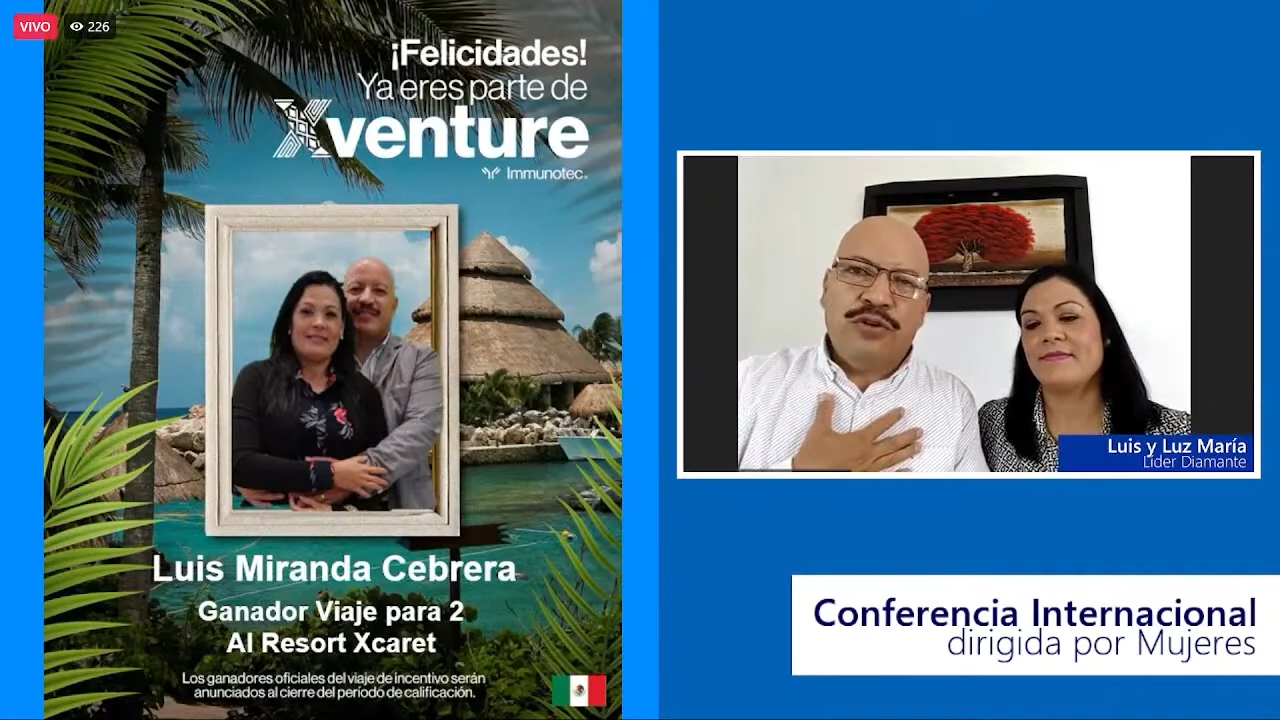 VIVO
226
¡Felicidades!
Ya eres parte de
Xventure
Immunotec
Luis Miranda Cebrera
Ganador Viaje para 2
Al Resort Xcaret
Los ganadores oficiales del viaje de incentivo serán
anunciados al cierre del período de calificación.
Luis y Luz María
Líder Diamante
Conferencia Internacional
dirigida por Mujeres